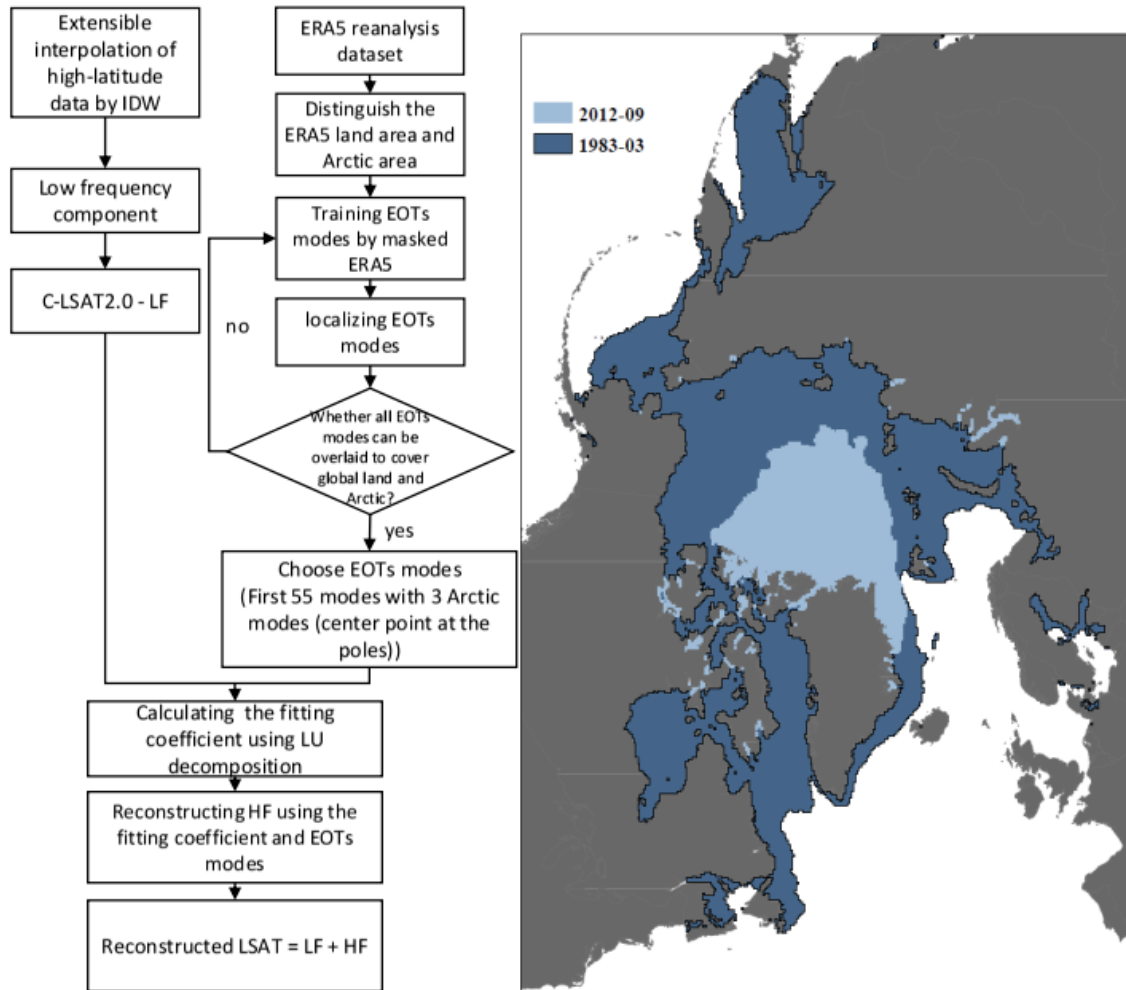 Extensible
interpolation of
high-latitude
data by IDW
Low frequency
component
C-LSAT2.0 - LF
ERA5 reanalysis
dataset
Distinguish the
ERA5 land area and
Arctic area
Training EOTs
modes by masked
ERA5
localizing EOTs
modes
no
Whether all EOTs
modes can be
overlaid to cover
global land and
Arctic?
yes
Choose EOTs modes
(First 55 modes with 3 Arctic
modes (center point at the
poles))
Calculating the fitting
coefficient using LU
decomposition
Reconstructing HF using the
fitting coefficient and EOTs
modes
Reconstructed LSAT = LF + HF
2012-09
1983-03